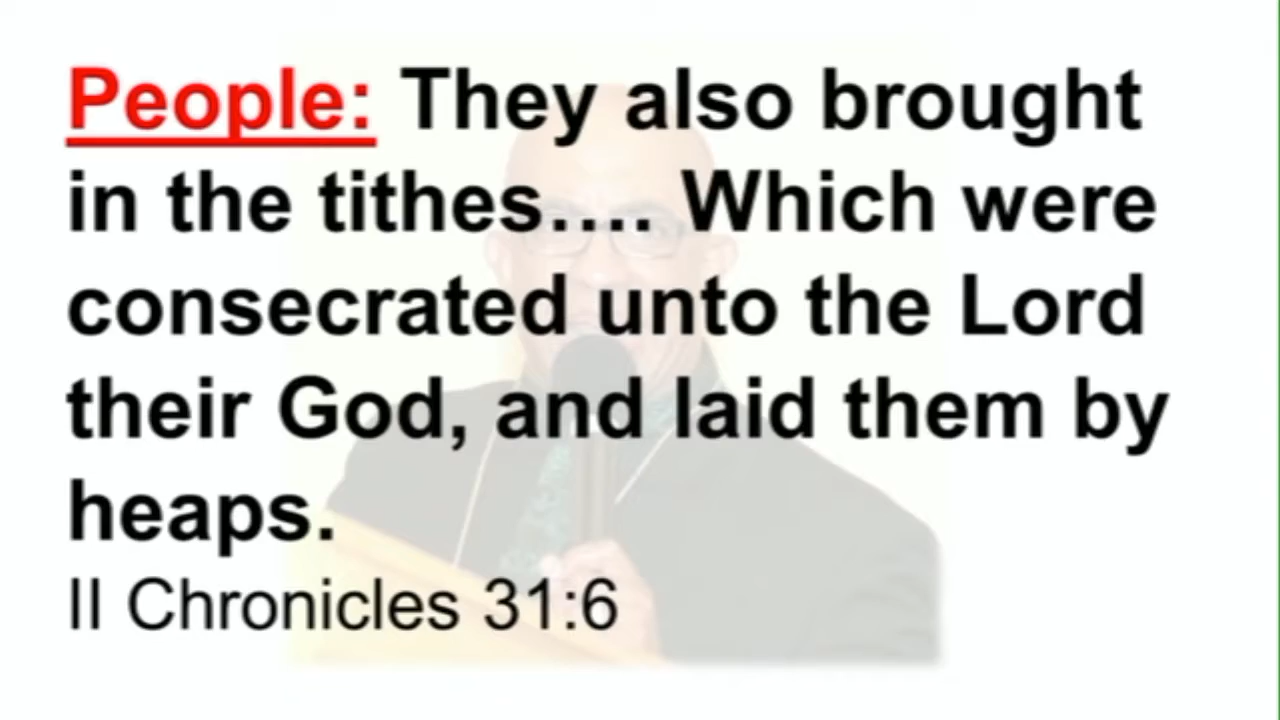 People: They also brought
in the tithes…. Which were
consecrated unto the Lord
their God, and laid them by
heaps.
II Chronicles 31:6